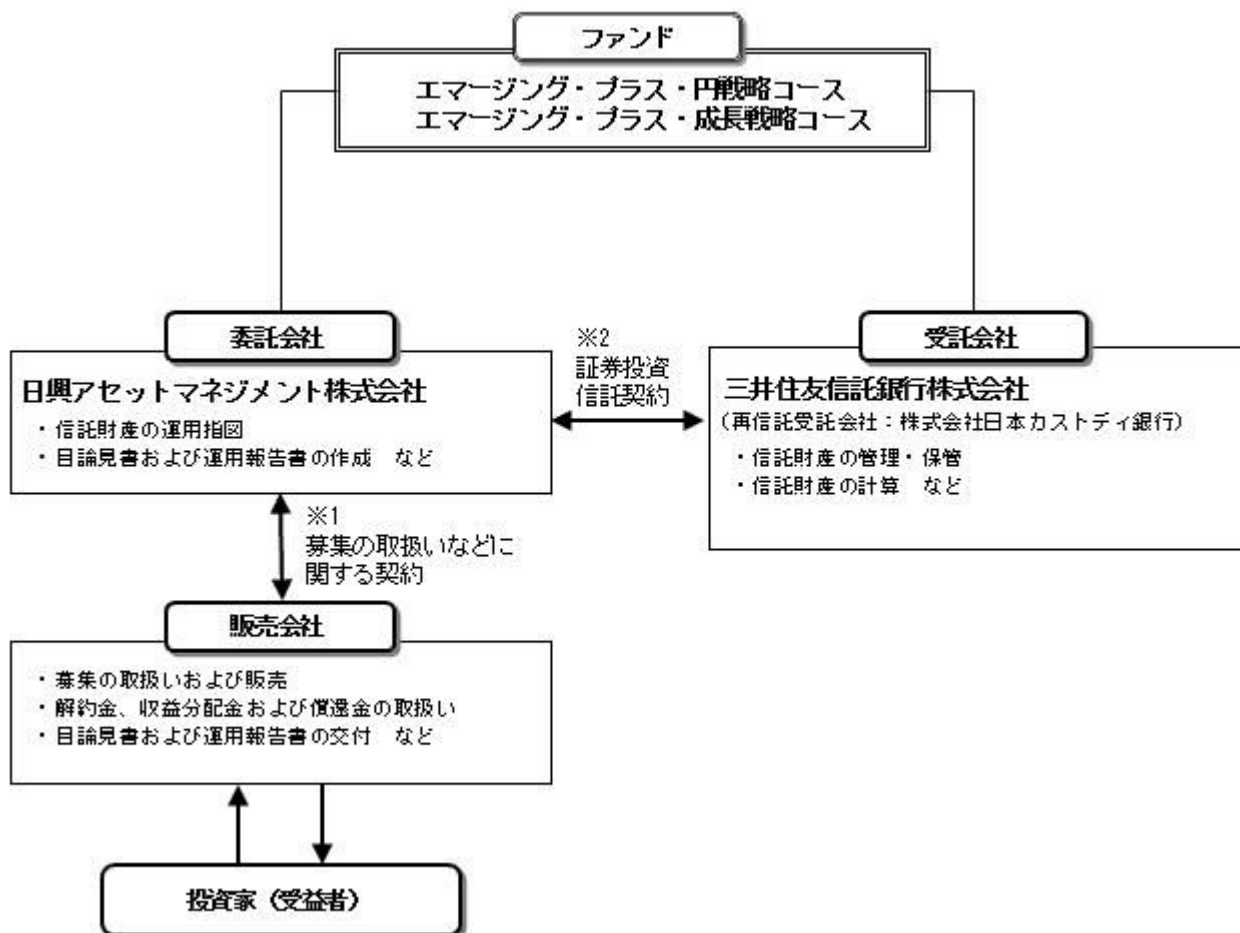 ファンド
エマージング・プラス・円戦略コース
エマージング・プラス・成長戦略コース
委託会社
日興アセットマネジメント株式会社
・信託財産の運用指図
・目論見書および運用報告書の作成　など
※2
証券投資
信託契約
受託会社
三井住友信託銀行株式会社
（再信託受託会社：株式会社日本カストディ銀行）
・信託財産の管理・保管
・信託財産の計算　など
※1
募集の取扱いなどに
関する契約
販売会社
・募集の取扱いおよび販売
・解約金、収益分配金および償還金の取扱い
・目論見書および運用報告書の交付　など
投資家（受益者）